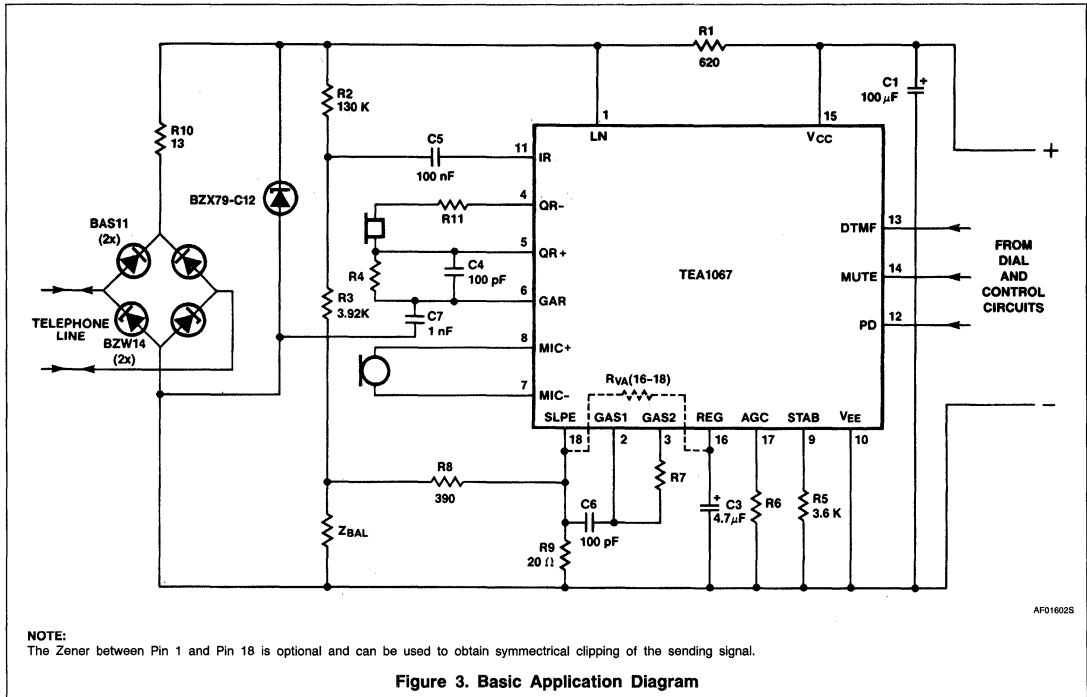 R1
620
R2
130 K
C1
100 µF
+
1
15
LN
VCC
R10
13
C5
100 nF
11
IR
+
BZX79-C12
4
QR-
R11
BAS11
(2x)
DTMF
13
5
QR+
FROM
DIAL
AND
CONTROL
CIRCUITS
R4
C4
100 pF
TEA1067
MUTE
14
6
GAR
R3
3.92K
C7
1 nF
PD
12
TELEPHONE
LINE
BZW14
(2x)
8
MIC+
7
MIC-
RVA(16-18)
SLPE
GAS1
GAS2
REG
AGC
STAB
VEE
−
18
2
3
16
17
9
10
R8
390
R7
+
C3
4.7µF
R6
R5
3.6 K
C6
100 pF
ZBAL
R9
20 Ω
AF01602S
NOTE:
The Zener between Pin 1 and Pin 18 is optional and can be used to obtain symmectrical clipping of the sending signal.
Figure 3. Basic Application Diagram